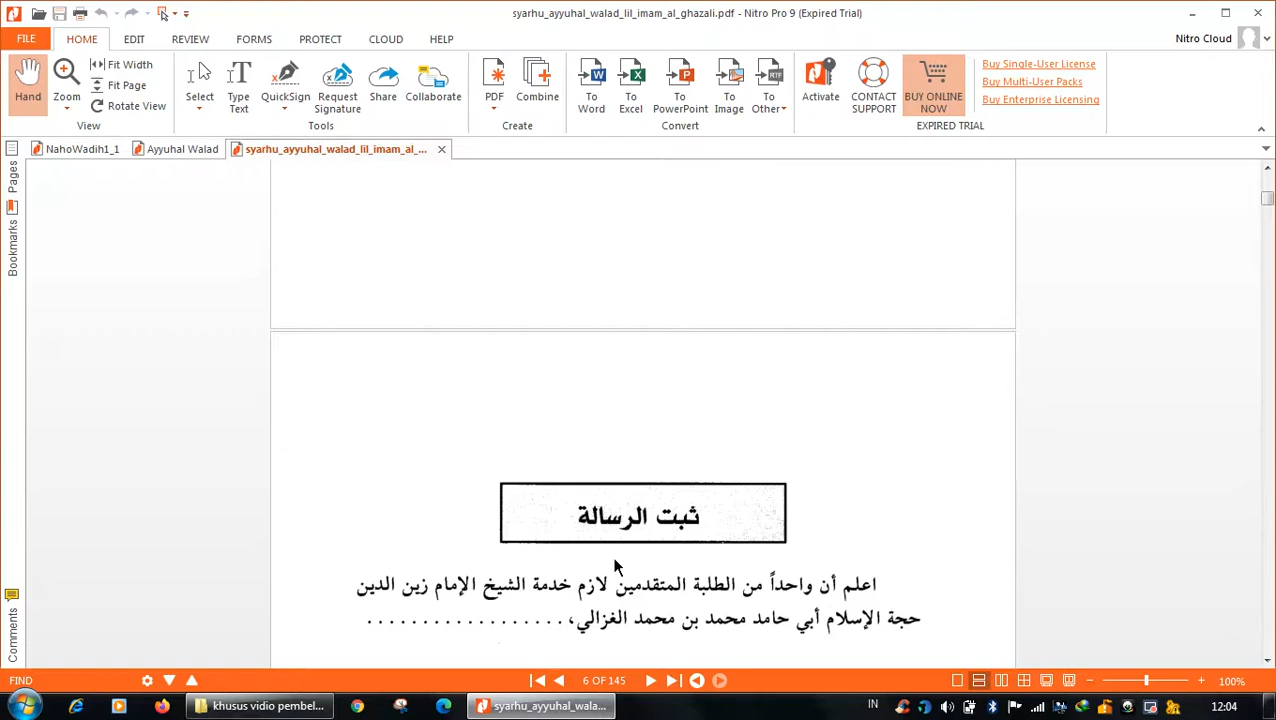 syarhu_ayyuhal_walad_lil_imam_al_ghazali.pdf - Nitro Pro 9 (Expired Trial)
FILE HOME EDIT REVIEW FORMS PROTECT CLOUD HELP Nitro Cloud
Hand
Zoom
Fit Width
Fit Page
Rotate View
View
Select
Type Text
QuickSign
Request Signature
Share
Collaborate
Tools
PDF
Combine
Create
To Word
To Excel
To PowerPoint
To Image
To Other
Convert
Activate
CONTACT SUPPORT
BUY ONLINE NOW
Buy Single-User License
Buy Multi-User Packs
Buy Enterprise Licensing
EXPIRED TRIAL
NahoWadih1_1 Ayyuhal Walad syarhu_ayyuhal_walad_lil_imam_al_...
Pages
Bookmarks
Comments
ثبت الرسالة
اعلم أن واحداً من الطلبة المتقدمين لازم خدمة الشيخ الإمام زين الدين
حجة الإسلام أبي حامد محمد بن محمد الغزالي، . . . . . . . . . . . . . . . . . .
FIND 6 OF 145 100%
khusus vidio pembel... syarhu_ayyuhal_wala... IN 12:04